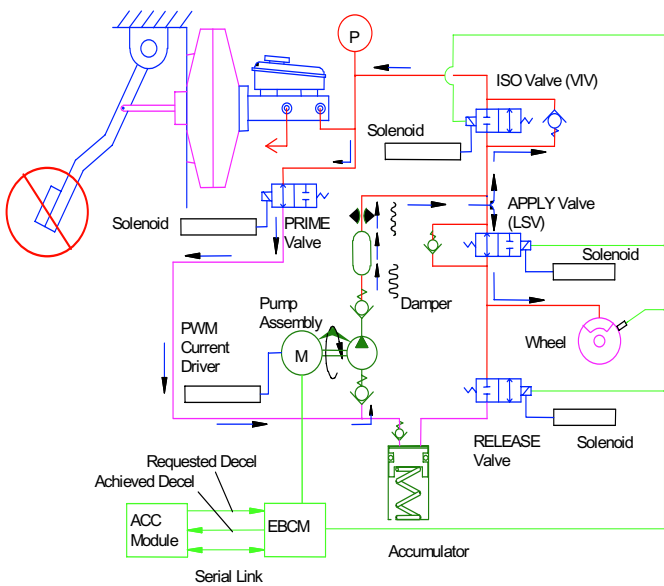 P
ISO Valve (VIV)
Solenoid
Solenoid
PRIME
Valve
APPLY Valve
(LSV)
Solenoid
Damper
Pump
Assembly
PWM
Current
Driver
M
Wheel
RELEASE
Valve
Solenoid
Requested Decel
Achieved Decel
ACC
Module
EBCM
Accumulator
Serial Link